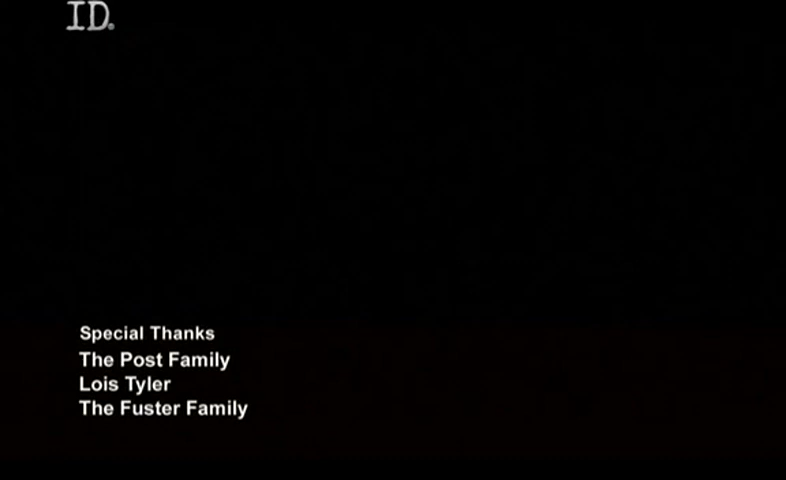 ID.
Special Thanks
The Post Family
Lois Tyler
The Fuster Family